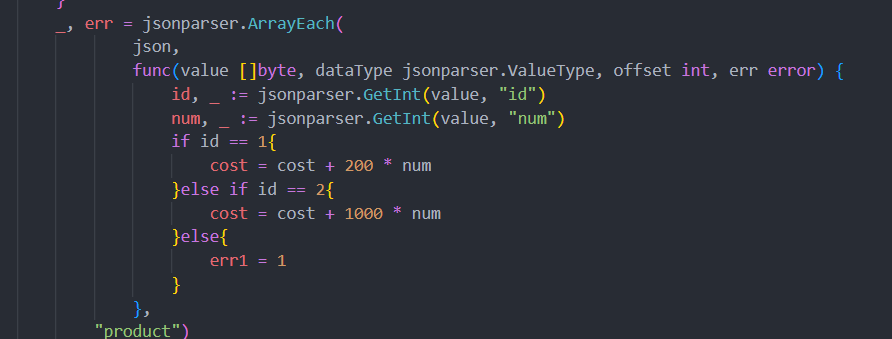 }
_, err = jsonparser.ArrayEach(
json,
func(value []byte, dataType jsonparser.ValueType, offset int, err error) {
id, _ := jsonparser.GetInt(value, "id")
num, _ := jsonparser.GetInt(value, "num")
if id == 1{
cost = cost + 200 * num
}else if id == 2{
cost = cost + 1000 * num
}else{
err1 = 1
}
},
"product")